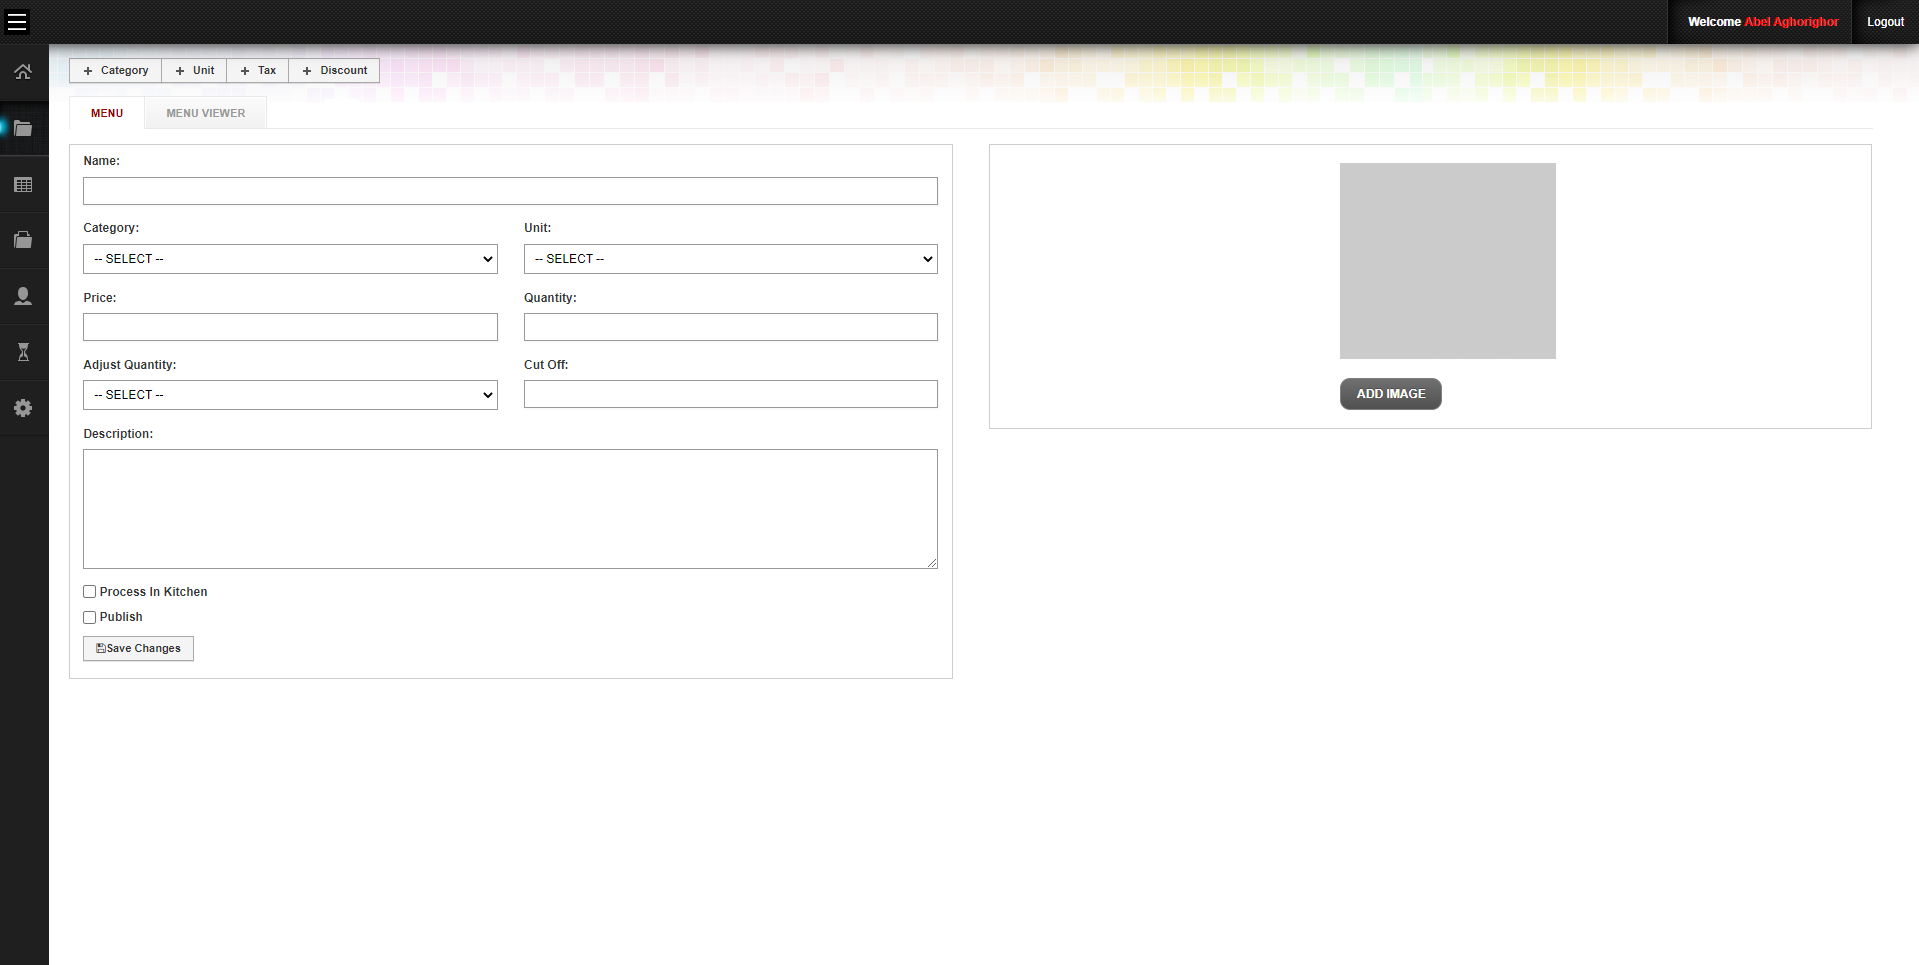 Welcome Abel Aghorighor
Logout
+ Category + Unit + Tax + Discount
MENU MENU VIEWER
Name:
Category: Unit:
-- SELECT -- -- SELECT --
Price: Quantity:
Adjust Quantity: Cut Off:
-- SELECT --
Description:
Process In Kitchen
Publish
Save Changes
ADD IMAGE